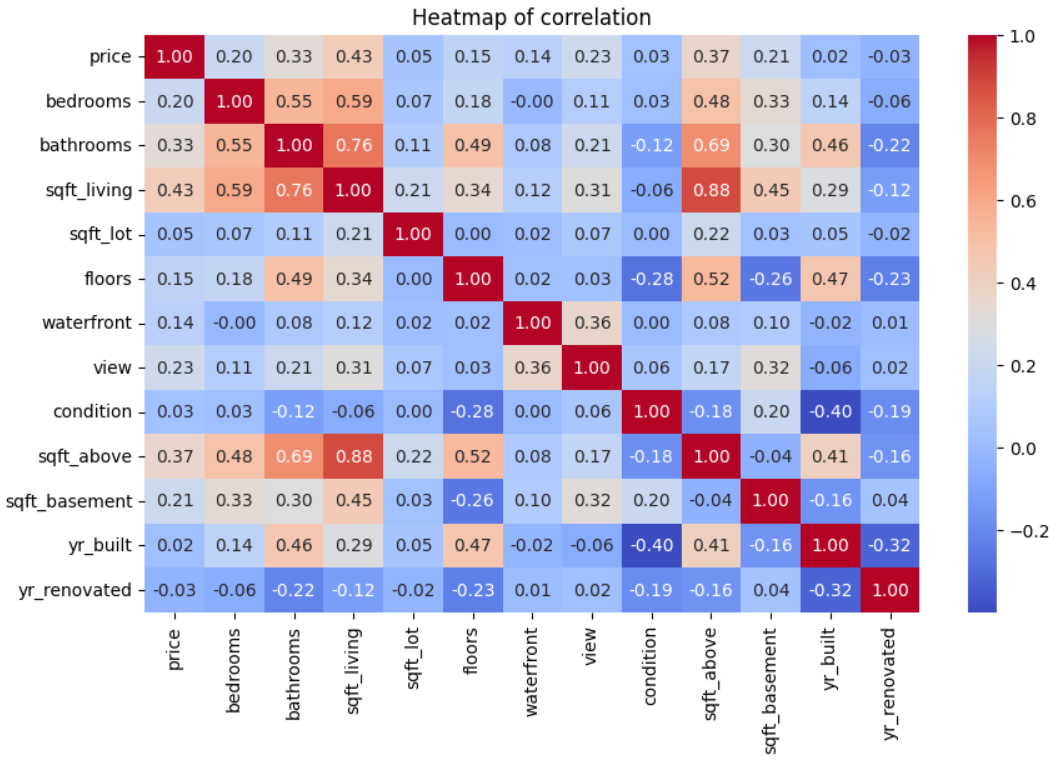 Heatmap of correlation
price 1.00 0.20 0.33 0.43 0.05 0.15 0.14 0.23 0.03 0.37 0.21 0.02 -0.03
bedrooms 0.20 1.00 0.55 0.59 0.07 0.18 -0.00 0.11 0.03 0.48 0.33 0.14 -0.06
bathrooms 0.33 0.55 1.00 0.76 0.11 0.49 0.08 0.21 -0.12 0.69 0.30 0.46 -0.22
sqft_living 0.43 0.59 0.76 1.00 0.21 0.34 0.12 0.31 -0.06 0.88 0.45 0.29 -0.12
sqft_lot 0.05 0.07 0.11 0.21 1.00 0.00 0.02 0.07 0.00 0.22 0.03 0.05 -0.02
floors 0.15 0.18 0.49 0.34 0.00 1.00 0.02 0.03 -0.28 0.52 -0.26 0.47 -0.23
waterfront 0.14 -0.00 0.08 0.12 0.02 0.02 1.00 0.36 0.00 0.08 0.10 -0.02 0.01
view 0.23 0.11 0.21 0.31 0.07 0.03 0.36 1.00 0.06 0.17 0.32 -0.06 0.02
condition 0.03 0.03 -0.12 -0.06 0.00 -0.28 0.00 0.06 1.00 -0.18 0.20 -0.40 -0.19
sqft_above 0.37 0.48 0.69 0.88 0.22 0.52 0.08 0.17 -0.18 1.00 -0.04 0.41 -0.16
sqft_basement 0.21 0.33 0.30 0.45 0.03 -0.26 0.10 0.32 0.20 -0.04 1.00 -0.16 0.04
yr_built 0.02 0.14 0.46 0.29 0.05 0.47 -0.02 -0.06 -0.40 0.41 -0.16 1.00 -0.32
yr_renovated -0.03 -0.06 -0.22 -0.12 -0.02 -0.23 0.01 0.02 -0.19 -0.16 0.04 -0.32 1.00
price bedrooms bathrooms sqft_living sqft_lot floors waterfront view condition sqft_above sqft_basement yr_built yr_renovated
1.0
0.8
0.6
0.4
0.2
0.0
−0.2